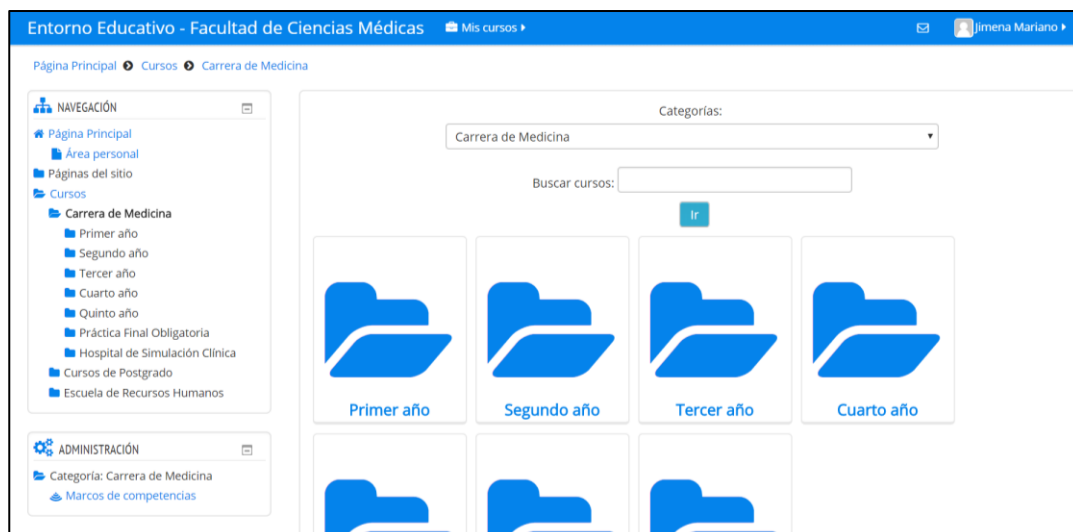 Entorno Educativo - Facultad de Ciencias Médicas Mis cursos Jimena Mariano
Página Principal Cursos Carrera de Medicina
NAVEGACIÓN
Página Principal
Área personal
Páginas del sitio
Cursos
Carrera de Medicina
Primer año
Segundo año
Tercer año
Cuarto año
Quinto año
Práctica Final Obligatoria
Hospital de Simulación Clínica
Cursos de Postgrado
Escuela de Recursos Humanos
ADMINISTRACIÓN
Categoría: Carrera de Medicina
Marcos de competencias
Categorías:
Carrera de Medicina
Buscar cursos:
Ir
Primer año Segundo año Tercer año Cuarto año